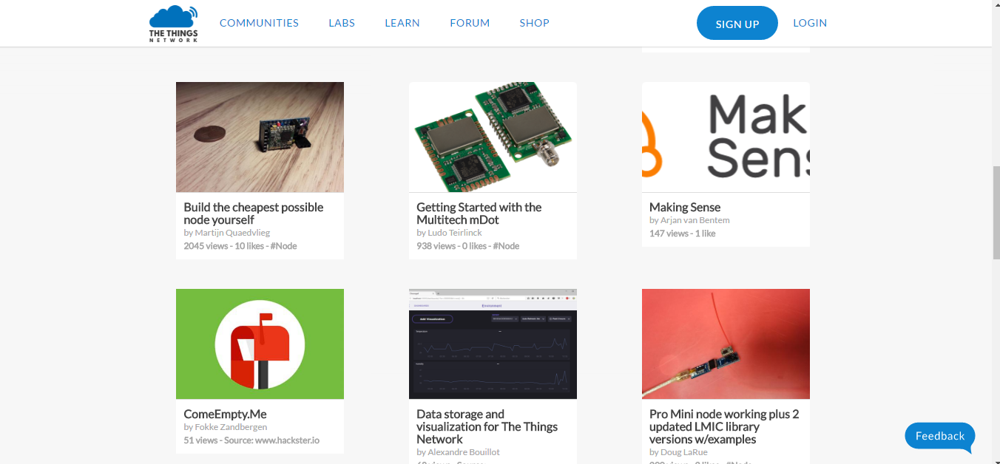 THE THINGS
NETWORK
COMMUNITIES
LABS
LEARN
FORUM
SHOP
SIGN UP
LOGIN
Mak
Sens
Build the cheapest possible
node yourself
by Martijn Quaedvlieg
2045 views - 10 likes - #Node
Getting Started with the
Multitech mDot
by Ludo Teirlinck
938 views - 0 likes - #Node
Making Sense
by Arjan van Bentem
147 views - 1 like
Environment
Add Visualization
Temperature
ComeEmpty.Me
by Fokke Zandbergen
51 views - Source: www.hackster.io
Data storage and
visualization for The Things
Network
by Alexandre Bouillot
Pro Mini node working plus 2
updated LMIC library
versions w/examples
by Doug LaRue
Feedback